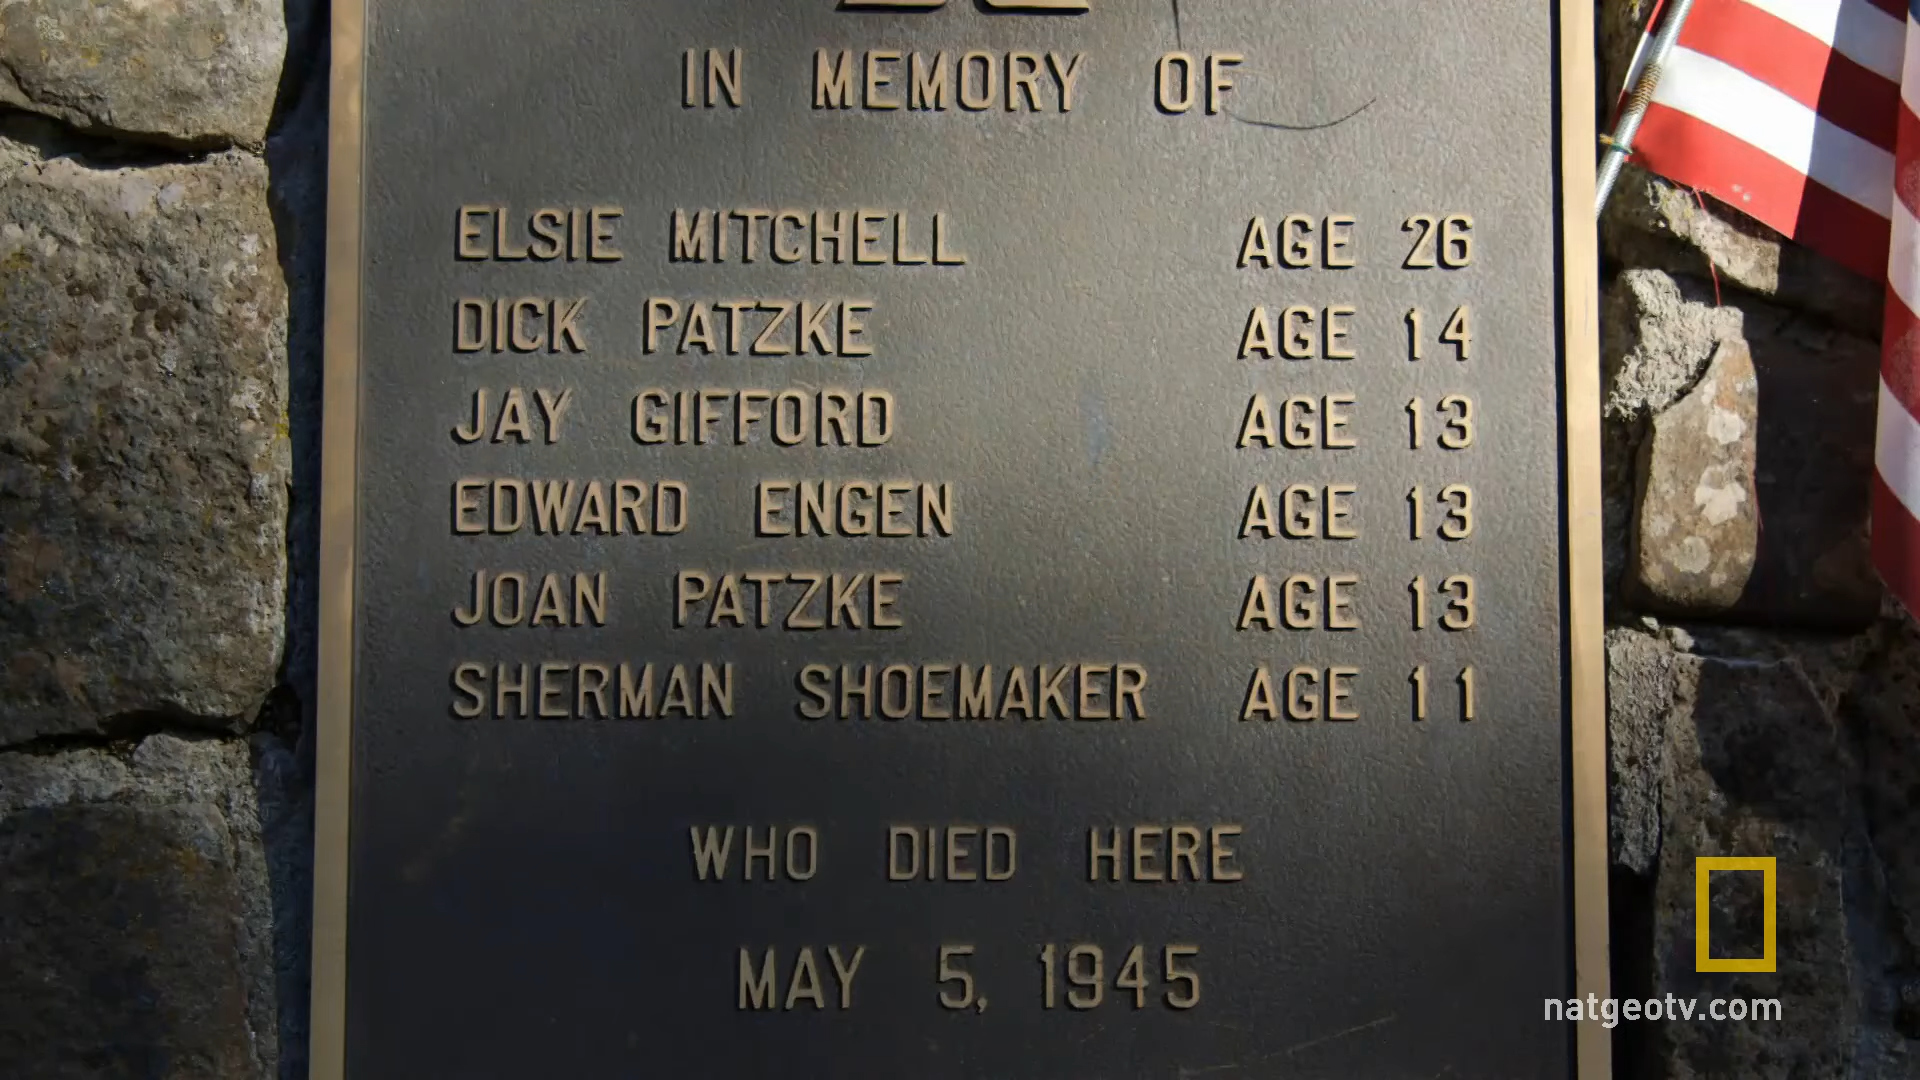 IN MEMORY OF
ELSIE MITCHELL AGE 26
DICK PATZKE AGE 14
JAY GIFFORD AGE 13
EDWARD ENGEN AGE 13
JOAN PATZKE AGE 13
SHERMAN SHOEMAKER AGE 11
WHO DIED HERE
MAY 5, 1945
natgeotv.com